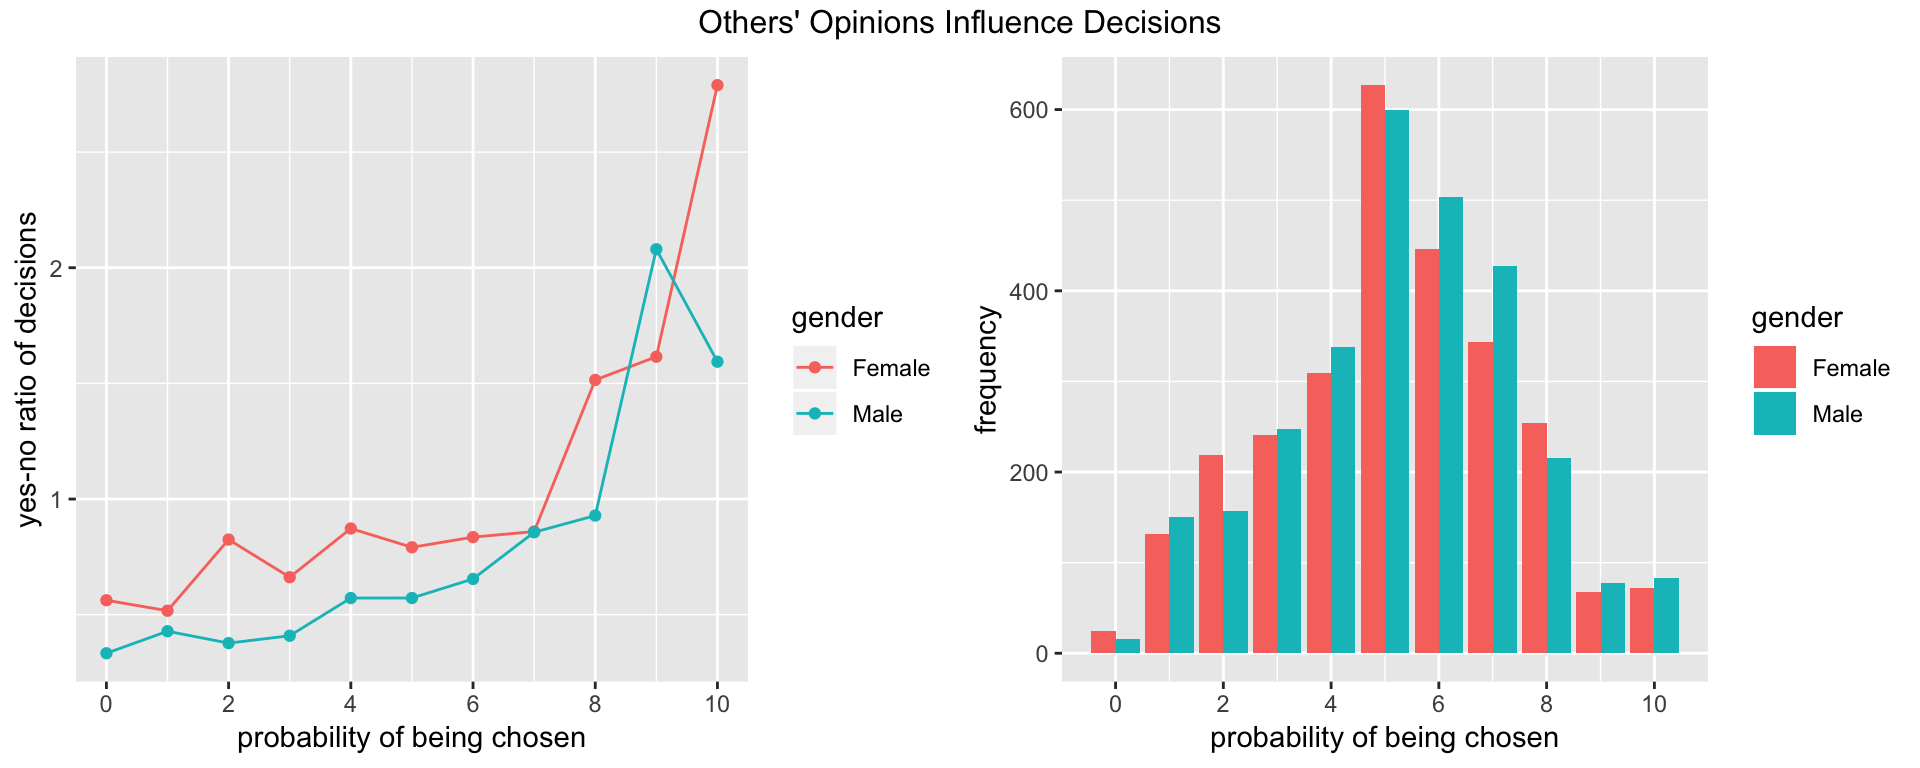 Others' Opinions Influence Decisions
yes-no ratio of decisions
2
1
0 2 4 6 8 10
probability of being chosen
gender
Female
Male
frequency
600
400
200
0
0 2 4 6 8 10
probability of being chosen
gender
Female
Male